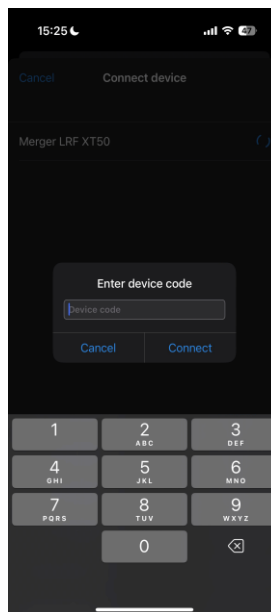 15:25
47
Cancel Connect device
Merger LRF XT50
Enter device code
Device code
Cancel Connect
1 2 3
ABC DEF
4 5 6
GHI JKL MNO
7 8 9
PQRS TUV WXYZ
0